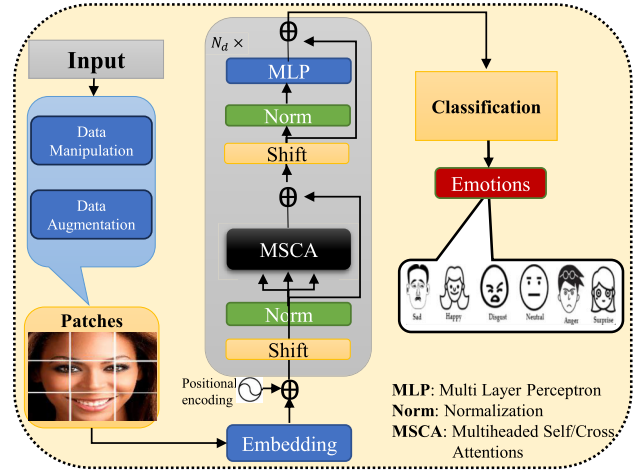 Input
Data
Manipulation
Data
Augmentation
Patches
N_d ×
MLP
Norm
Shift
MSCA
Norm
Shift
Positional
encoding
Embedding
Classification
Emotions
Sad Happy Disgust Neutral Anger Surprise
MLP: Multi Layer Perceptron
Norm: Normalization
MSCA: Multiheaded Self/Cross
Attentions